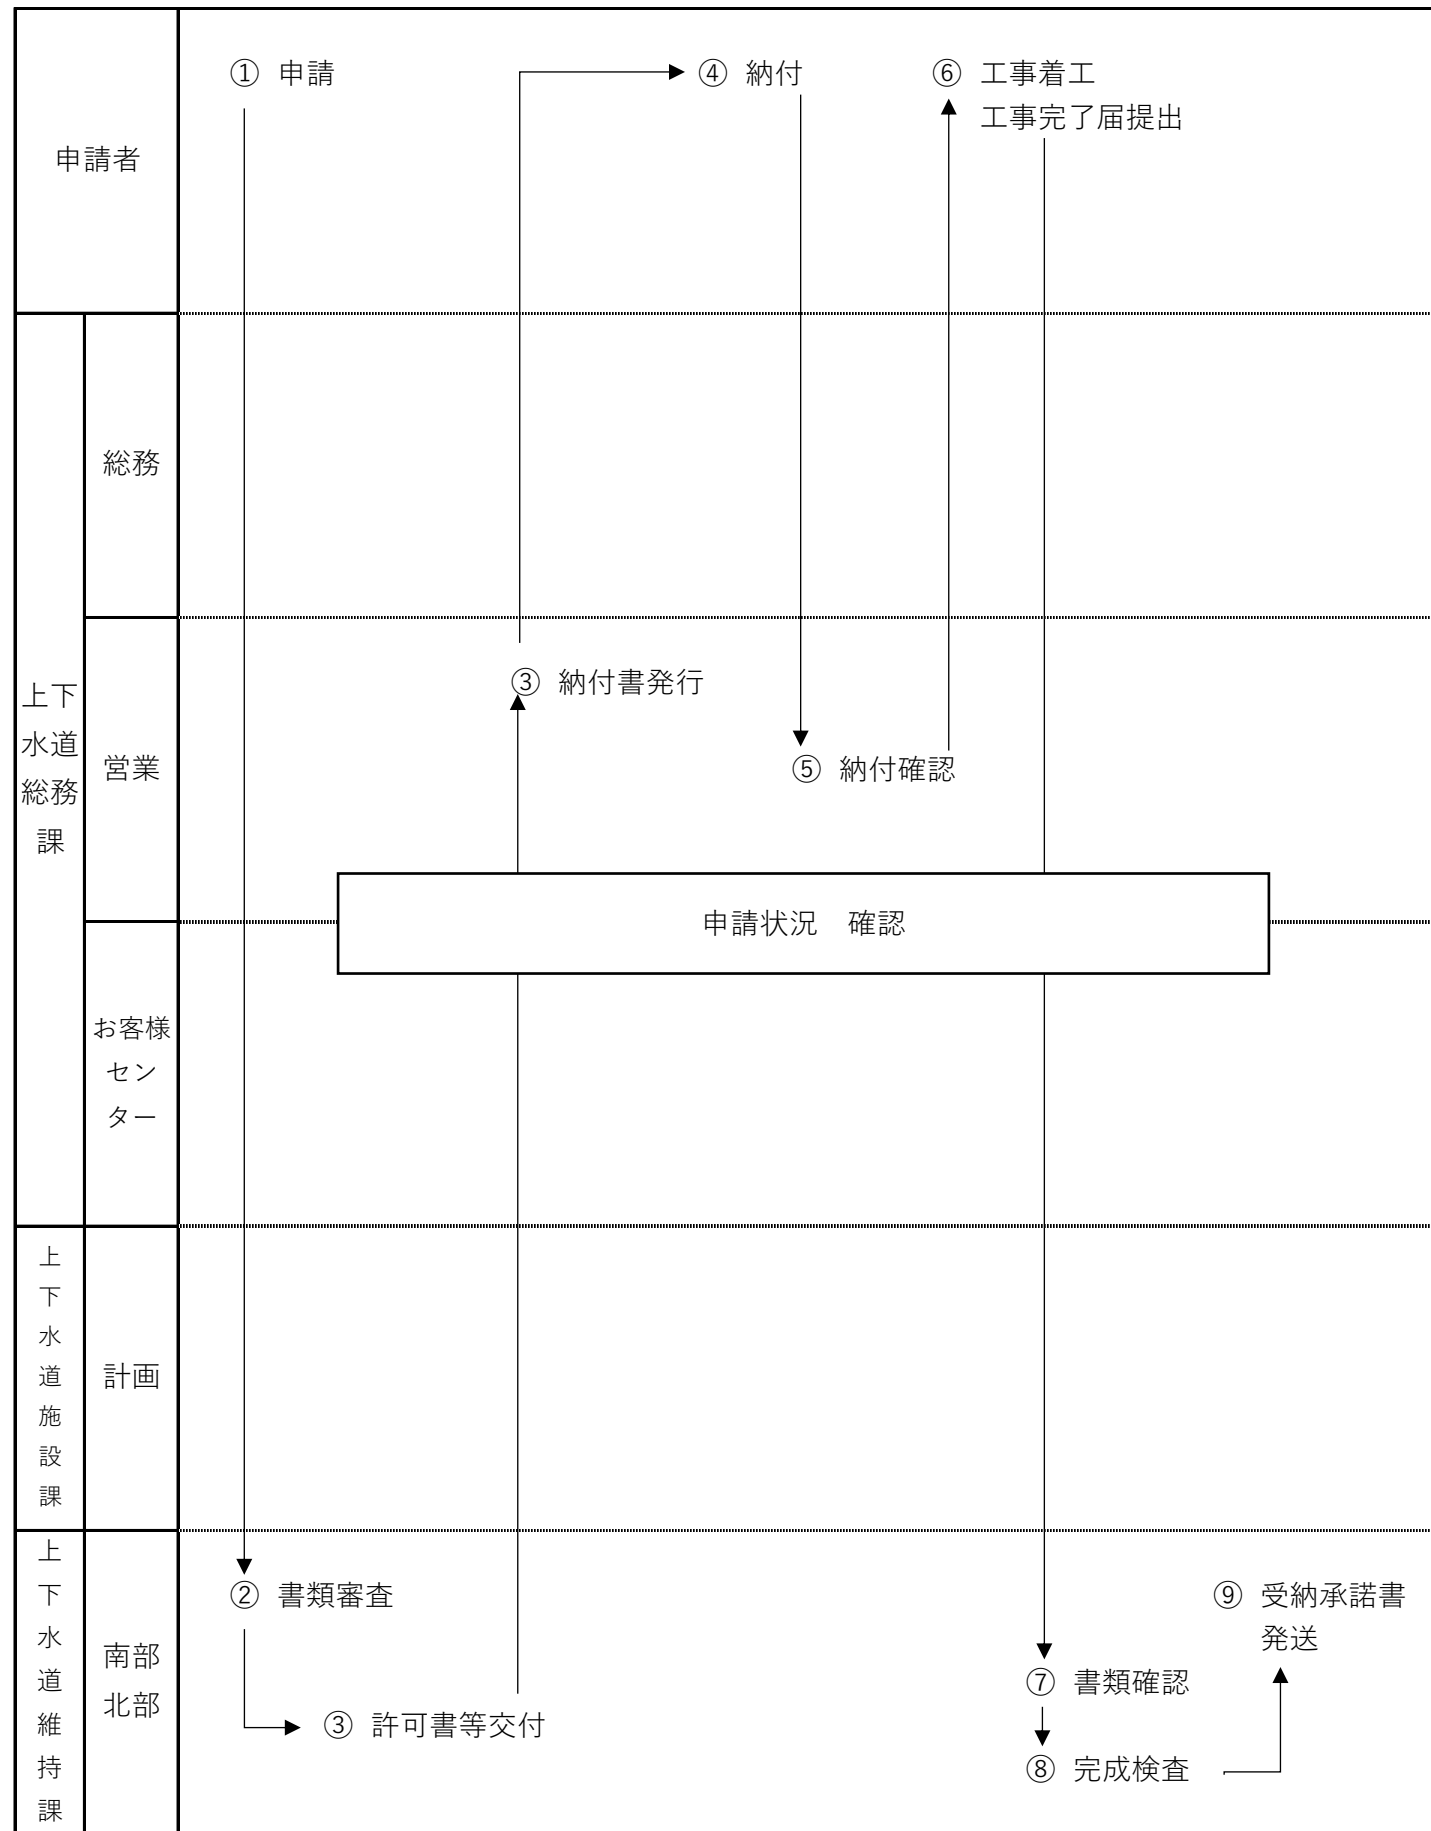 申請者
① 申請
④ 納付
⑥ 工事着工
工事完了届提出
上下
水道
総務
課
総務
営業
③ 納付書発行
⑤ 納付確認
申請状況　確認
お客様
セン
ター
上
下
水
道
施
設
課
計画
上
下
水
道
維
持
課
南部
北部
② 書類審査
③ 許可書等交付
⑦ 書類確認
⑧ 完成検査
⑨ 受納承諾書
発送